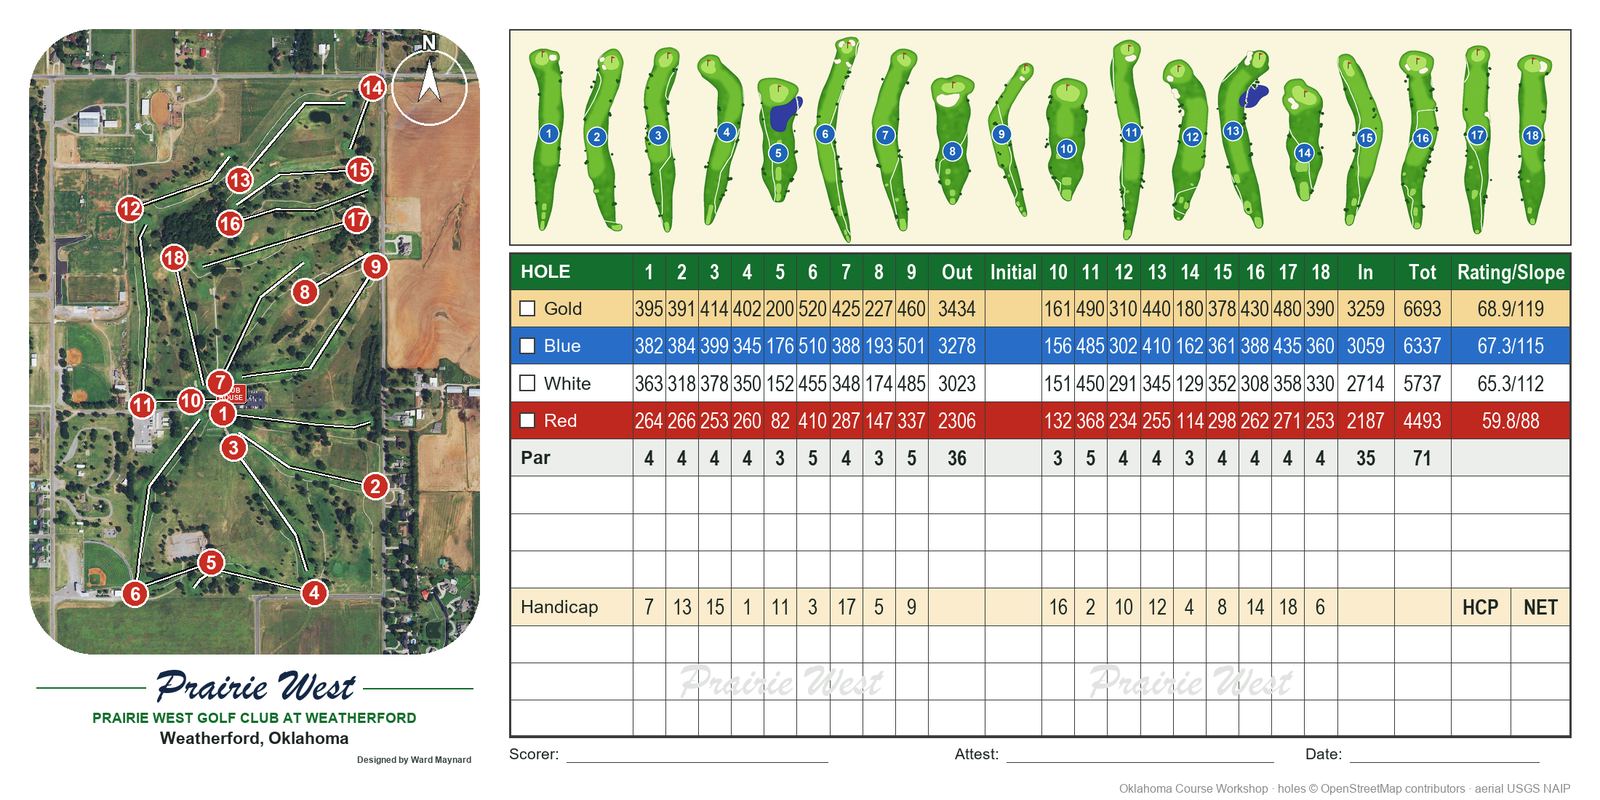 N
14
13
15
12
16
17
18
9
8
7
11
10
1
3
2
5
6
4
Prairie West
PRAIRIE WEST GOLF CLUB AT WEATHERFORD
Weatherford, Oklahoma
Designed by Ward Maynard
1 2 3 4 5 6 7 8 9 10 11 12 13 14 15 16 17 18
HOLE 1 2 3 4 5 6 7 8 9 Out Initial 10 11 12 13 14 15 16 17 18 In Tot Rating/Slope
Gold 395 391 414 402 200 520 425 227 460 3434 161 490 310 440 180 378 430 480 390 3259 6693 68.9/119
Blue 382 384 399 345 176 510 388 193 501 3278 156 485 302 410 162 361 388 435 360 3059 6337 67.3/115
White 363 318 378 350 152 455 348 174 485 3023 151 450 291 345 129 352 308 358 330 2714 5737 65.3/112
Red 264 266 253 260 82 410 287 147 337 2306 132 368 234 255 114 298 262 271 253 2187 4493 59.8/88
Par 4 4 4 4 3 5 4 3 5 36 3 5 4 4 3 4 4 4 4 35 71
Handicap 7 13 15 1 11 3 17 5 9 16 2 10 12 4 8 14 18 6 HCP NET
Prairie West Prairie West
Scorer: Attest: Date:
Oklahoma Course Workshop · holes © OpenStreetMap contributors · aerial USGS NAIP